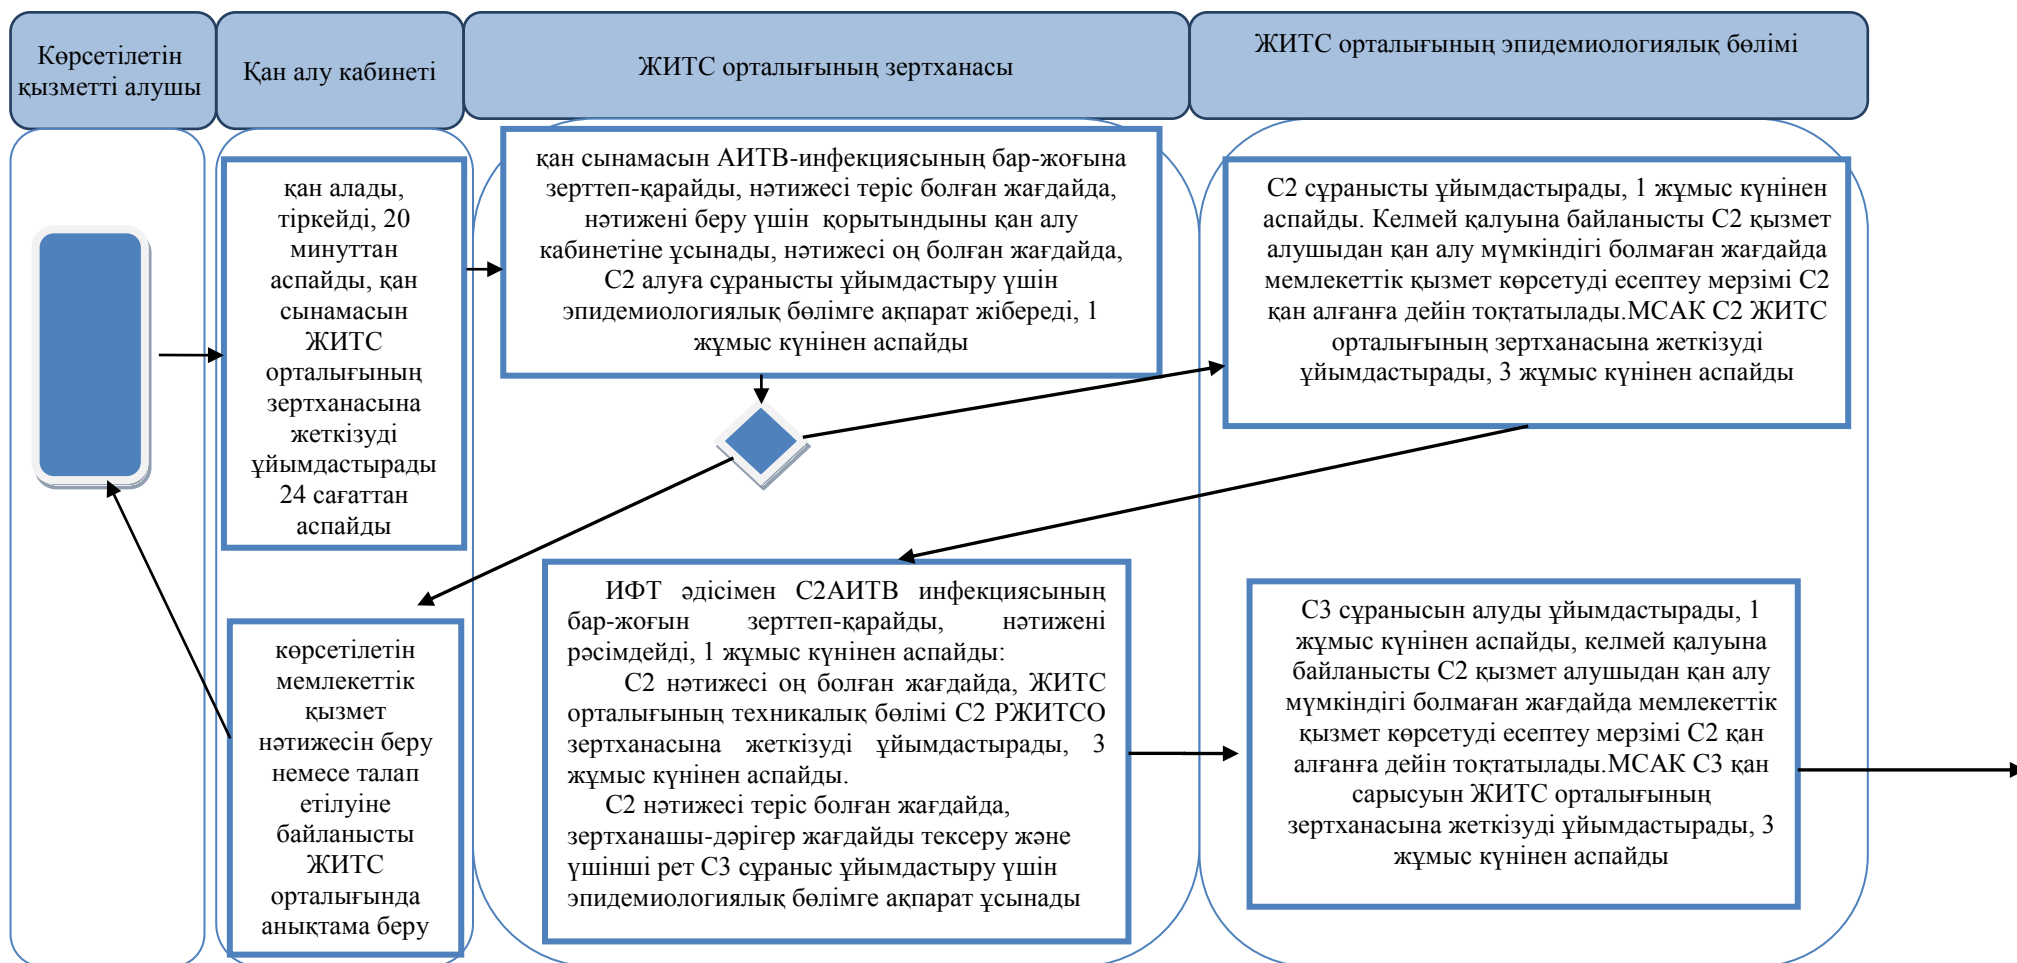 Көрсетілетін
қызметті алушы
Қан алу кабинеті
ЖИТС орталығының зертханасы
ЖИТС орталығының эпидемиологиялық бөлімі
қан алады,
тіркейді, 20
минуттан
аспайды, қан
сынамасын
ЖИТС
орталығының
зертханасына
жеткізуді
ұйымдастырады
24 сағаттан
аспайды
қан сынамасын АИТВ-инфекциясының бар-жоғына
зерттеп-қарайды, нәтижесі теріс болған жағдайда,
нәтижені беру үшін қорытындыны қан алу
кабинетіне ұсынады, нәтижесі оң болған жағдайда,
С2 алуға сұранысты ұйымдастыру үшін
эпидемиологиялық бөлімге ақпарат жібереді, 1
жұмыс күнінен аспайды
С2 сұранысты ұйымдастырады, 1 жұмыс күнінен
аспайды. Келмей қалуына байланысты С2 қызмет
алушыдан қан алу мүмкіндігі болмаған жағдайда
мемлекеттік қызмет көрсетуді есептеу мерзімі С2
қан алғанға дейін тоқтатылады.МСАК С2 ЖИТС
орталығының зертханасына жеткізуді
ұйымдастырады, 3 жұмыс күнінен аспайды
көрсетілетін
мемлекеттік
қызмет
нәтижесін беру
немесе талап
етілуіне
байланысты
ЖИТС
орталығында
анықтама беру
ИФТ әдісімен С2АИТВ инфекциясының
бар-жоғын зерттеп-қарайды, нәтижені
рәсімдейді, 1 жұмыс күнінен аспайды:
С2 нәтижесі оң болған жағдайда, ЖИТС
орталығының техникалық бөлімі С2 РЖИТСО
зертханасына жеткізуді ұйымдастырады, 3
жұмыс күнінен аспайды.
С2 нәтижесі теріс болған жағдайда,
зертханашы-дәрігер жағдайды тексеру және
үшінші рет С3 сұраныс ұйымдастыру үшін
эпидемиологиялық бөлімге ақпарат ұсынады
С3 сұранысын алуды ұйымдастырады, 1
жұмыс күнінен аспайды, келмей қалуына
байланысты С2 қызмет алушыдан қан алу
мүмкіндігі болмаған жағдайда мемлекеттік
қызмет көрсетуді есептеу мерзімі С2 қан
алғанға дейін тоқтатылады.МСАК С3 қан
сарысуын ЖИТС орталығының
зертханасына жеткізуді ұйымдастырады, 3
жұмыс күнінен аспайды